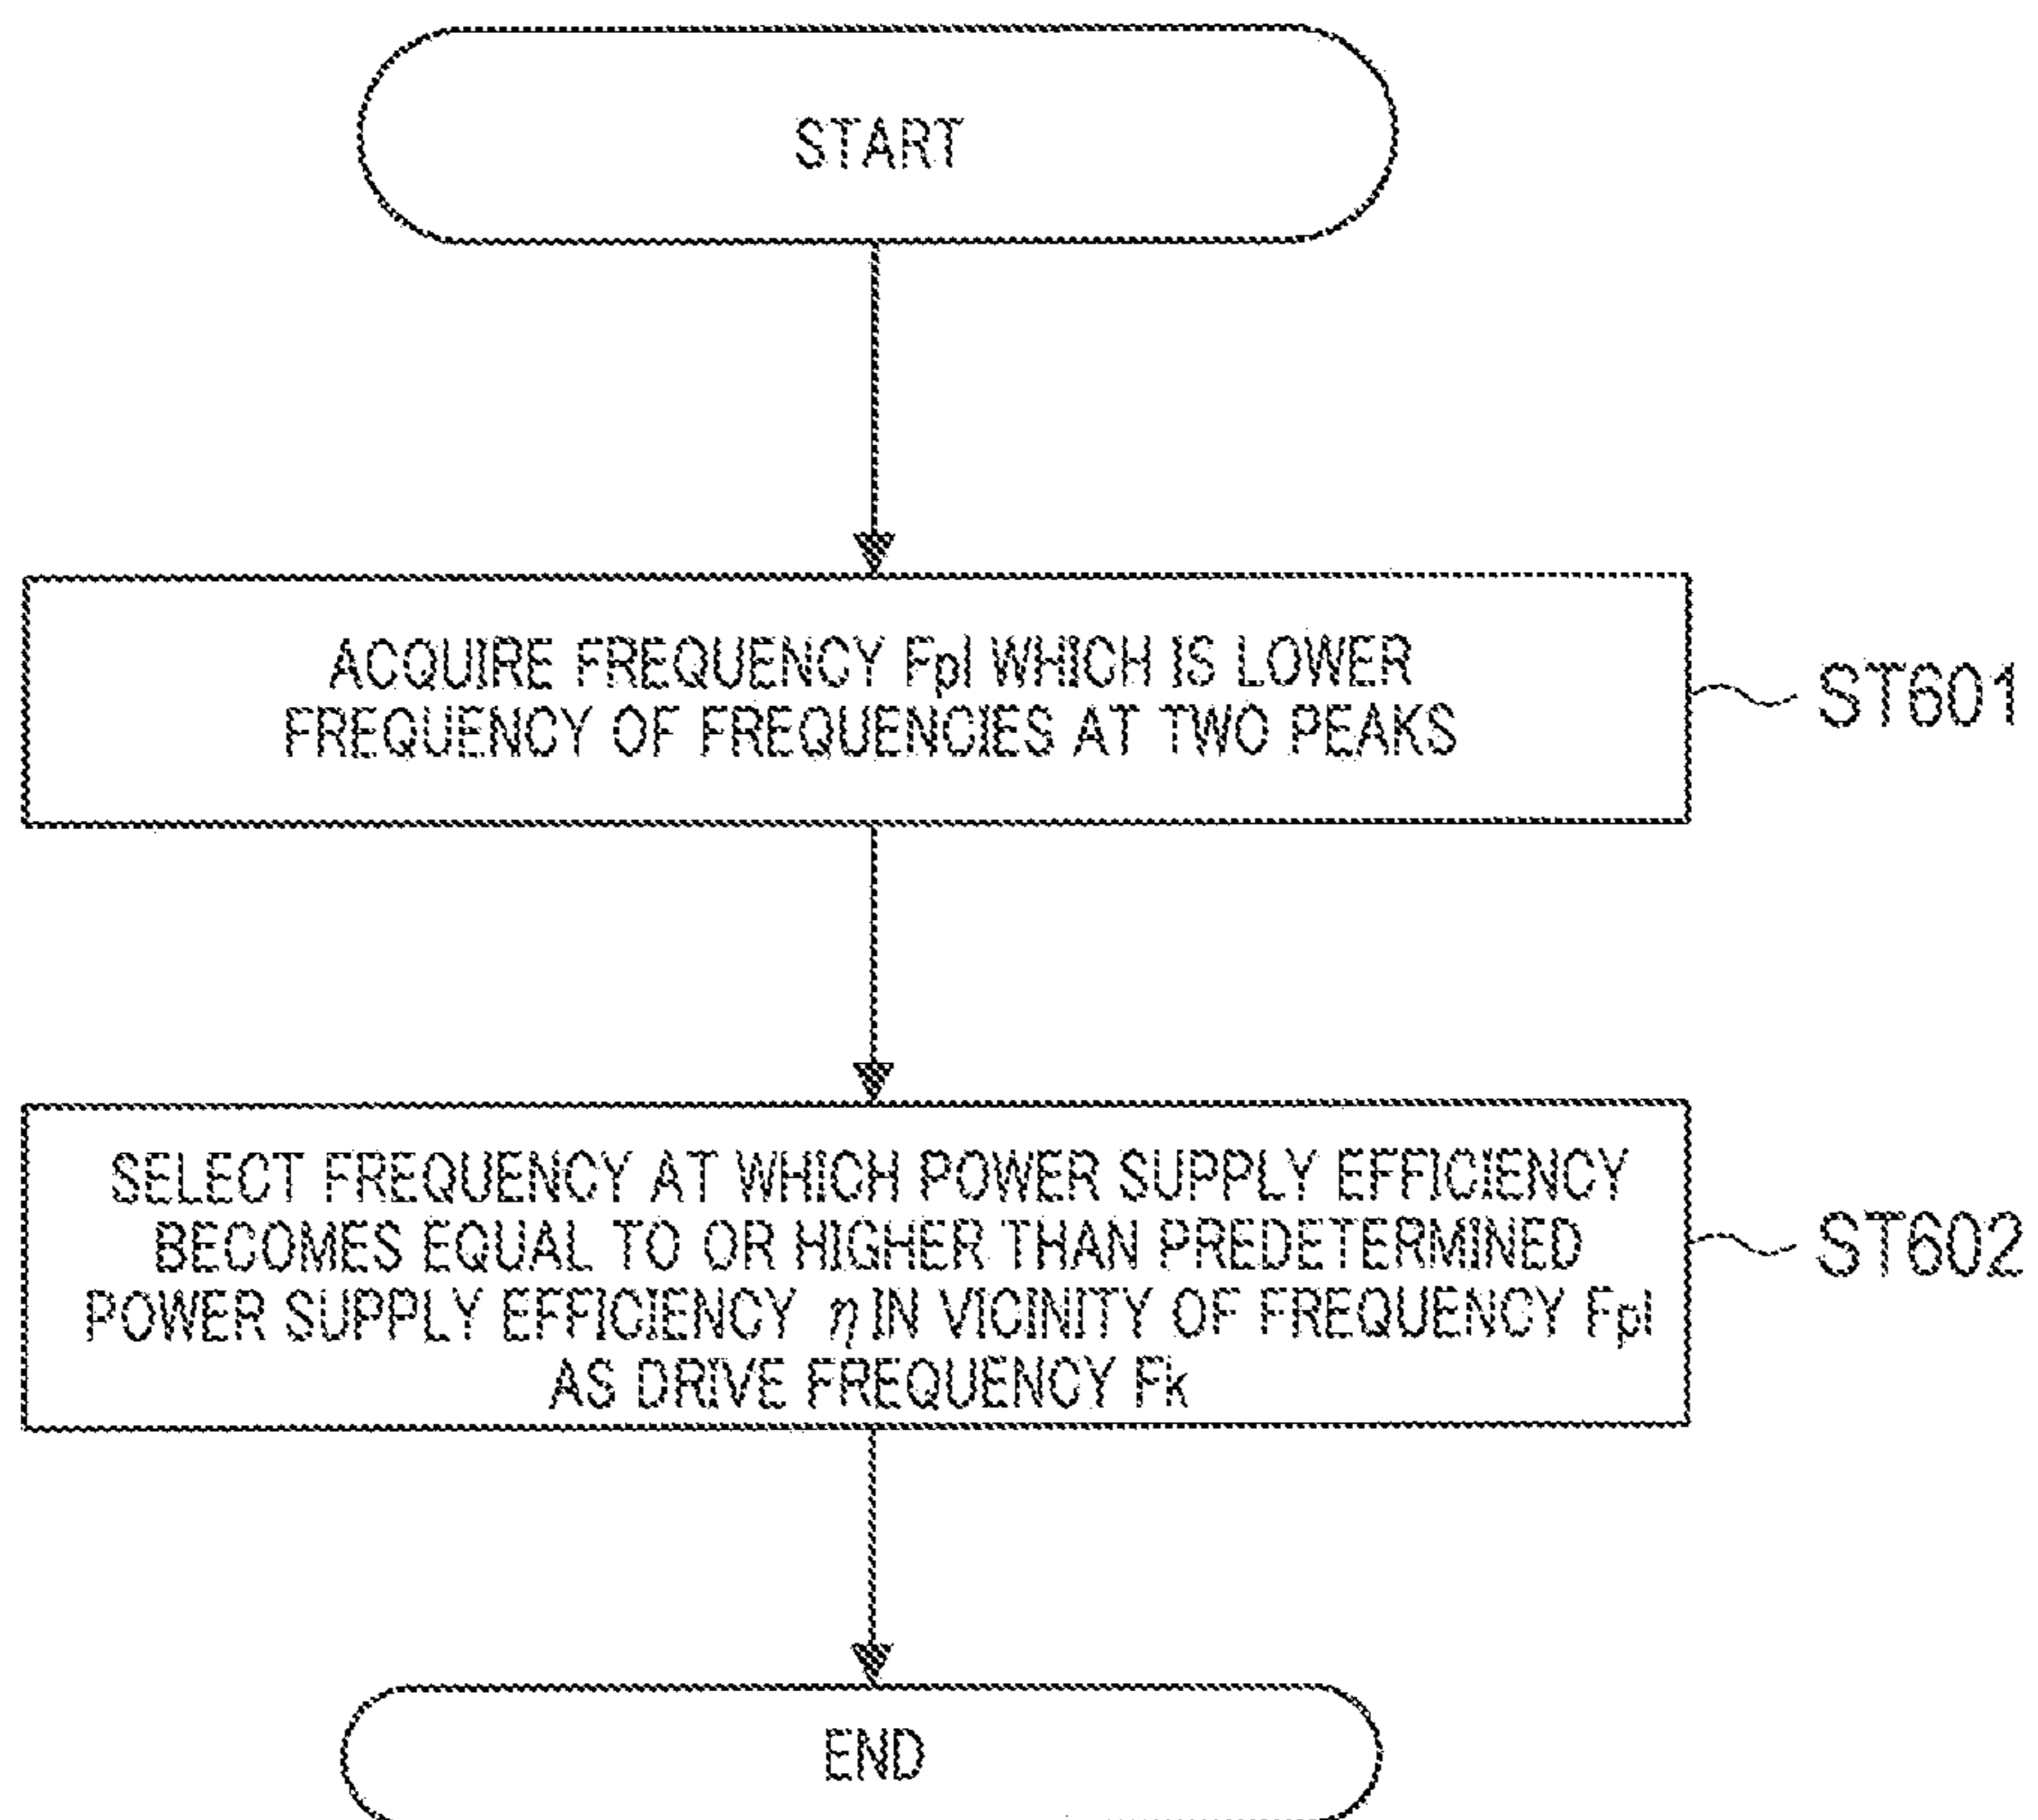 START
ACQUIRE FREQUENCY Fpl WHICH IS LOWER
FREQUENCY OF FREQUENCIES AT TWO PEAKS
ST601
SELECT FREQUENCY AT WHICH POWER SUPPLY EFFICIENCY
BECOMES EQUAL TO OR HIGHER THAN PREDETERMINED
POWER SUPPLY EFFICIENCY η IN VICINITY OF FREQUENCY Fpl
AS DRIVE FREQUENCY Fk
ST602
END